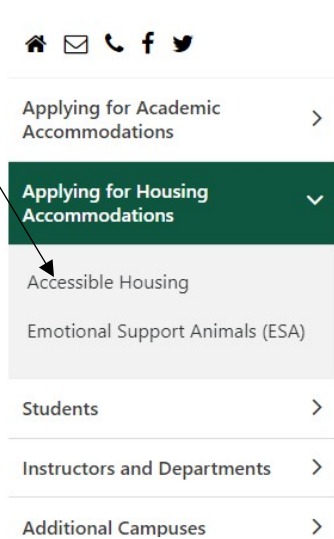 Applying for Academic
Accommodations
Applying for Housing
Accommodations
Accessible Housing
Emotional Support Animals (ESA)
Students
Instructors and Departments
Additional Campuses